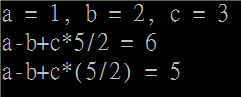 a = 1, b = 2, c = 3
a-b+c*5/2 = 6
a-b+c*(5/2) = 5